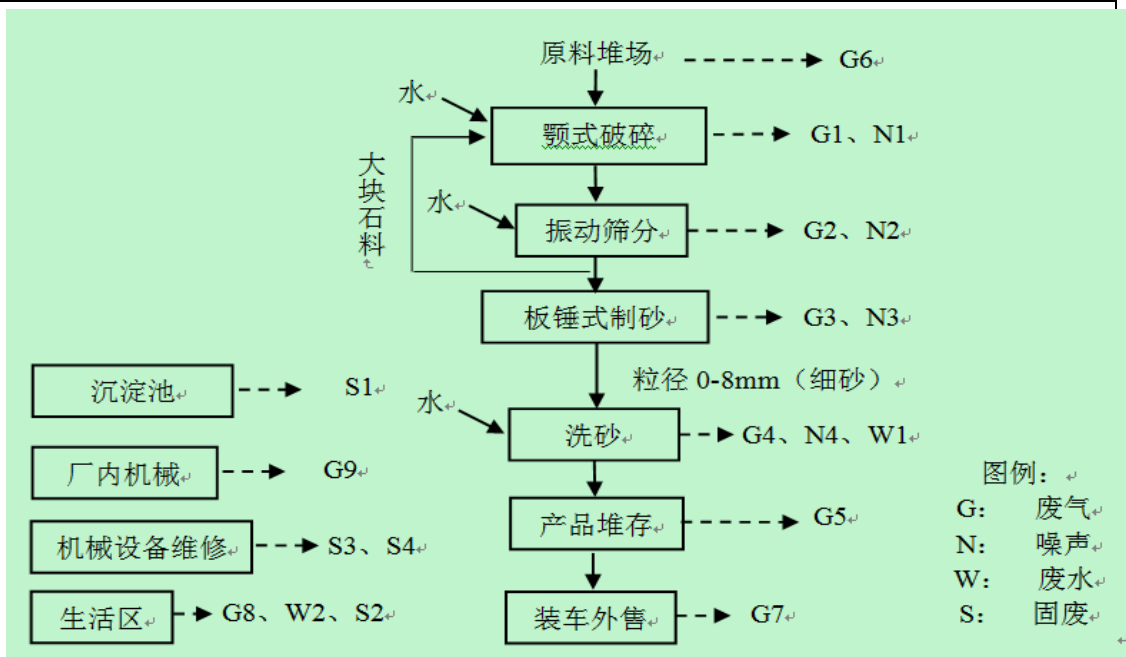 原料堆场 G6
水
颚式破碎 G1、N1
大块石料
水
振动筛分 G2、N2
板锤式制砂 G3、N3
粒径 0-8mm（细砂）
沉淀池 S1
水
洗砂 G4、N4、W1
厂内机械 G9
图例：
产品堆存 G5
G： 废气
机械设备维修 S3、S4
N： 噪声
W： 废水
生活区 G8、W2、S2
装车外售 G7
S： 固废